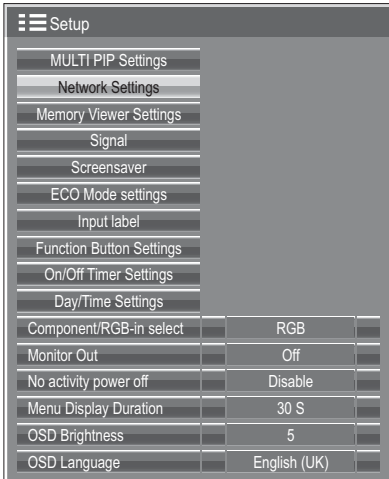 Setup
MULTI PIP Settings
Network Settings
Memory Viewer Settings
Signal
Screensaver
ECO Mode settings
Input label
Function Button Settings
On/Off Timer Settings
Day/Time Settings
Component/RGB-in select RGB
Monitor Out Off
No activity power off Disable
Menu Display Duration 30 S
OSD Brightness 5
OSD Language English (UK)